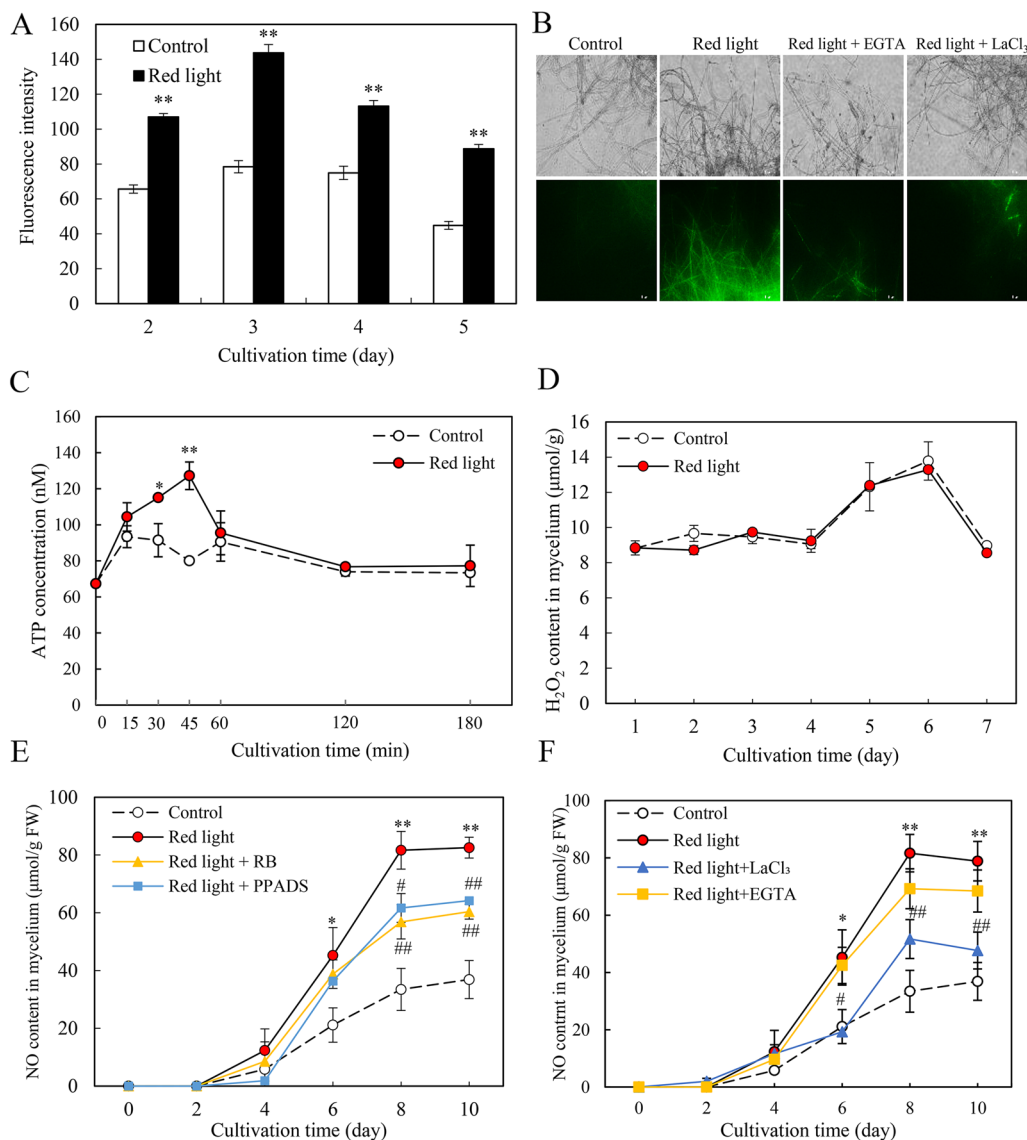 A
Fluorescence intensity
160
140
120
100
80
60
40
20
0
Control
Red light
**
**
**
**
2 3 4 5
Cultivation time (day)
B
Control Red light Red light + EGTA Red light + LaCl₃
C
ATP concentration (nM)
160
140
120
100
80
60
40
20
0
Control
Red light
*
**
0 15 30 45 60 120 180
Cultivation time (min)
D
H₂O₂ content in mycelium (μmol/g)
16
14
12
10
8
6
4
2
0
Control
Red light
1 2 3 4 5 6 7
Cultivation time (day)
E
NO content in mycelium (μmol/g FW)
100
80
60
40
20
0
Control
Red light
Red light + RB
Red light + PPADS
*
**
**
#
##
##
##
0 2 4 6 8 10
Cultivation time (day)
F
NO contrnt in mycelium (μmol/g FW)
100
80
60
40
20
0
Control
Red light
Red light+LaCl₃
Red light+EGTA
*
**
**
#
##
##
0 2 4 6 8 10
Cultivation time (day)